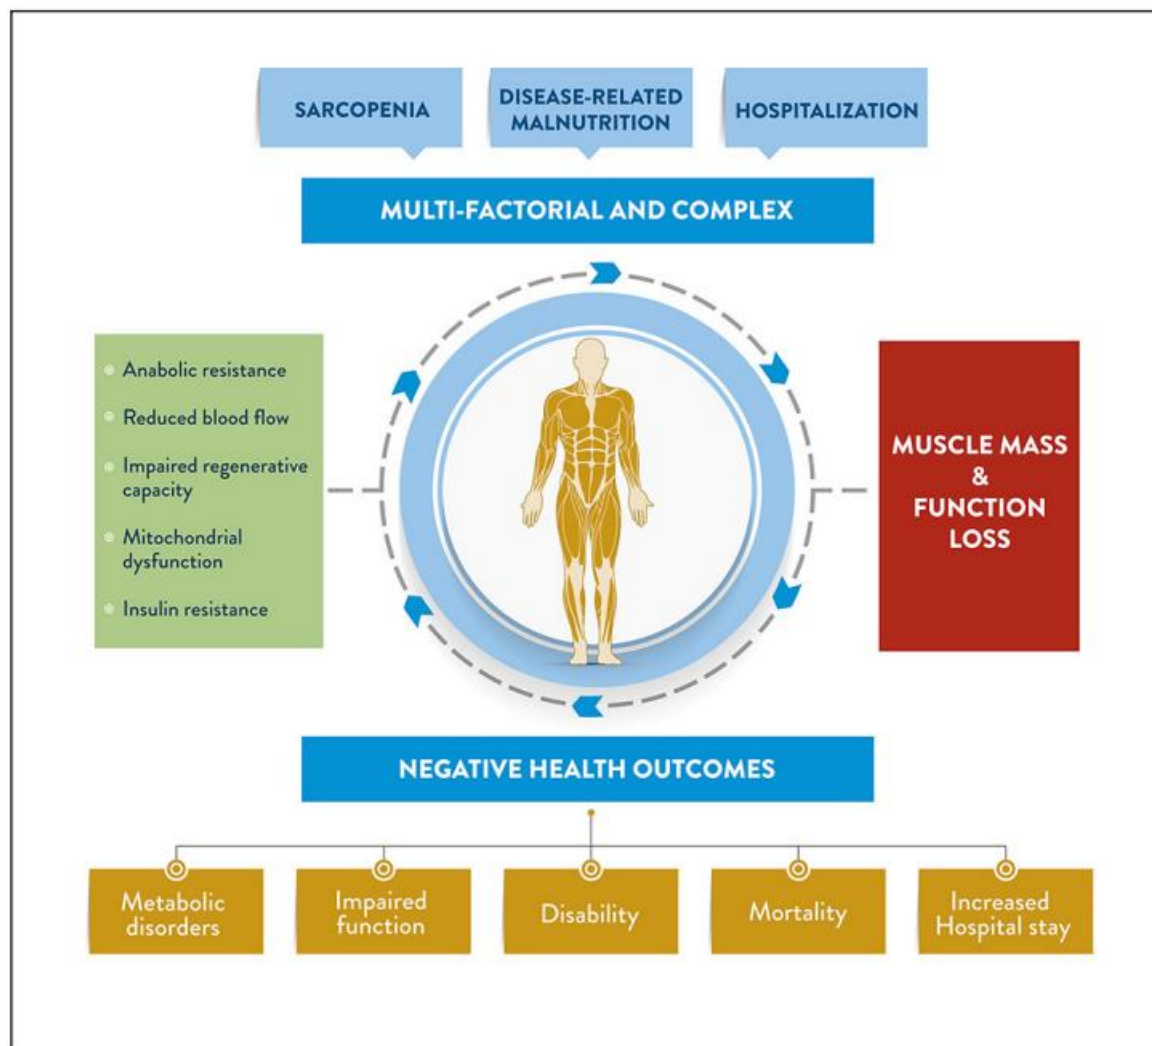 SARCOPENIA
DISEASE-RELATED
MALNUTRITION
HOSPITALIZATION
MULTI-FACTORIAL AND COMPLEX
Anabolic resistance
Reduced blood flow
Impaired regenerative
capacity
Mitochondrial
dysfunction
Insulin resistance
MUSCLE MASS
&
FUNCTION
LOSS
NEGATIVE HEALTH OUTCOMES
Metabolic
disorders
Impaired
function
Disability
Mortality
Increased
Hospital stay